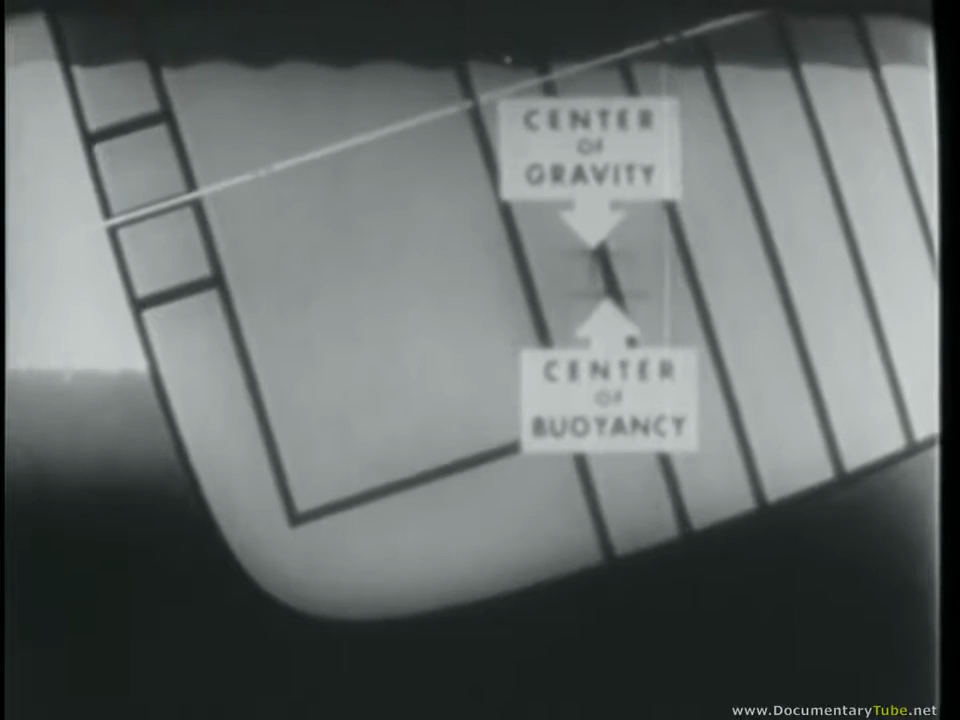 CENTER
OF
GRAVITY
CENTER
OF
BUOYANCY
www.DocumentaryTube.net